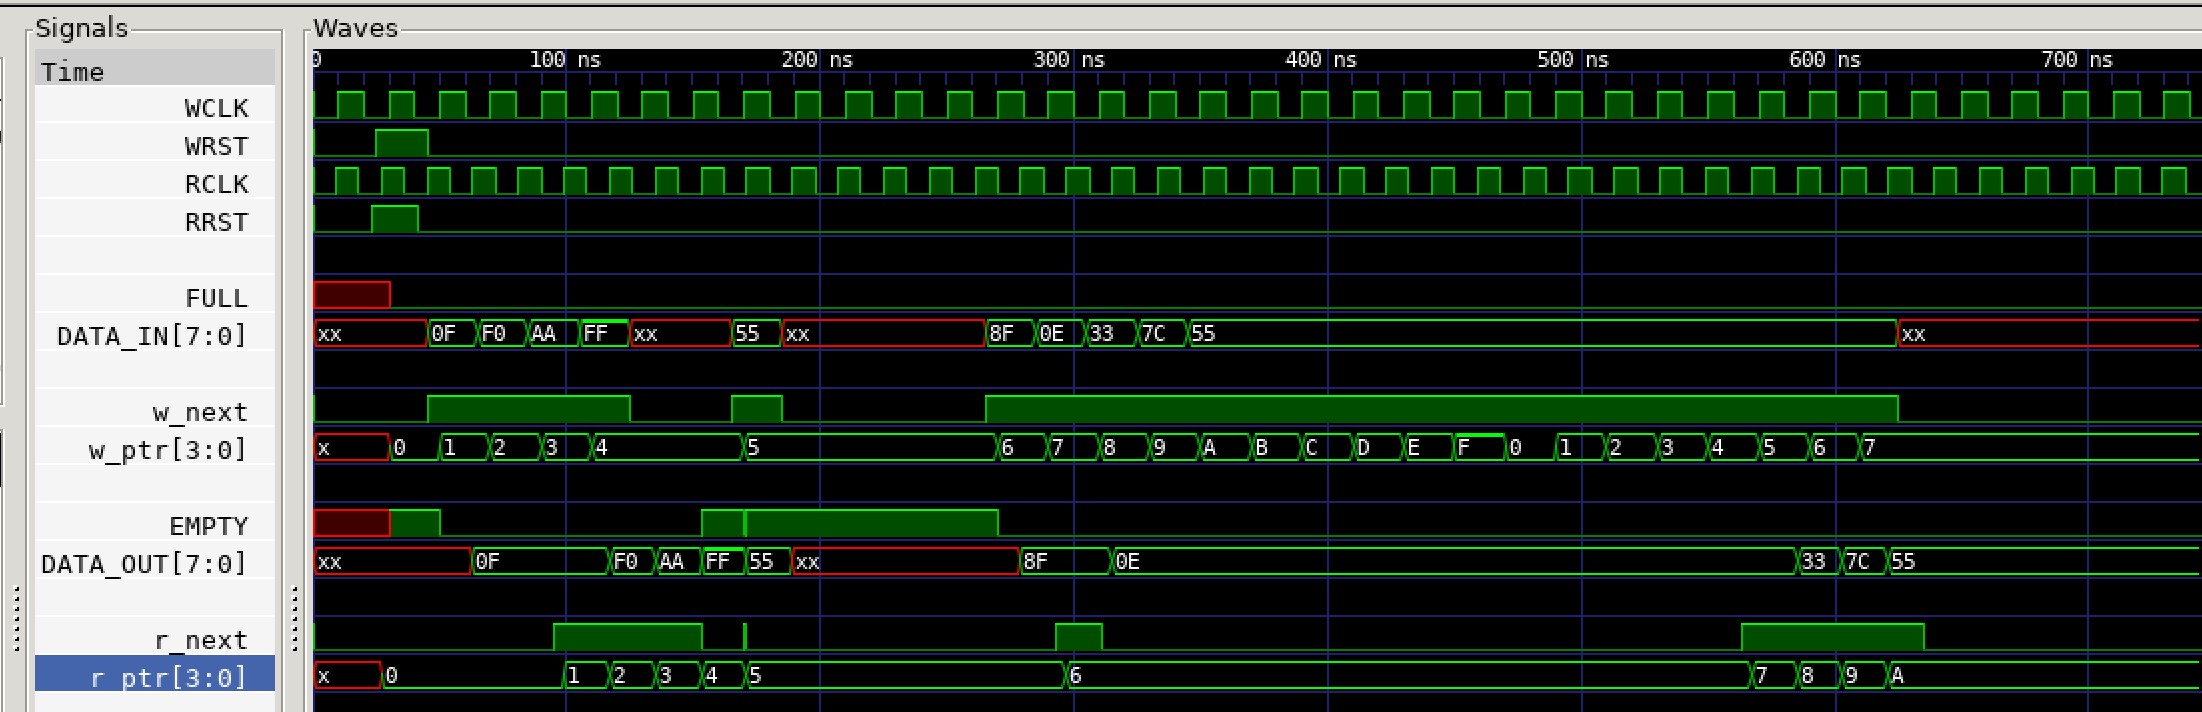 Signals Waves
Time 0 100 ns 200 ns 300 ns 400 ns 500 ns 600 ns 700 ns
WCLK
WRST
RCLK
RRST
FULL
DATA_IN[7:0] xx 0F F0 AA FF xx 55 xx 8F 0E 33 7C 55 xx
w_next
w_ptr[3:0] x 0 1 2 3 4 5 6 7 8 9 A B C D E F 0 1 2 3 4 5 6 7
EMPTY
DATA_OUT[7:0] xx 0F F0 AA FF 55 xx 8F 0E 33 7C 55
r_next
r_ptr[3:0] x 0 1 2 3 4 5 6 7 8 9 A